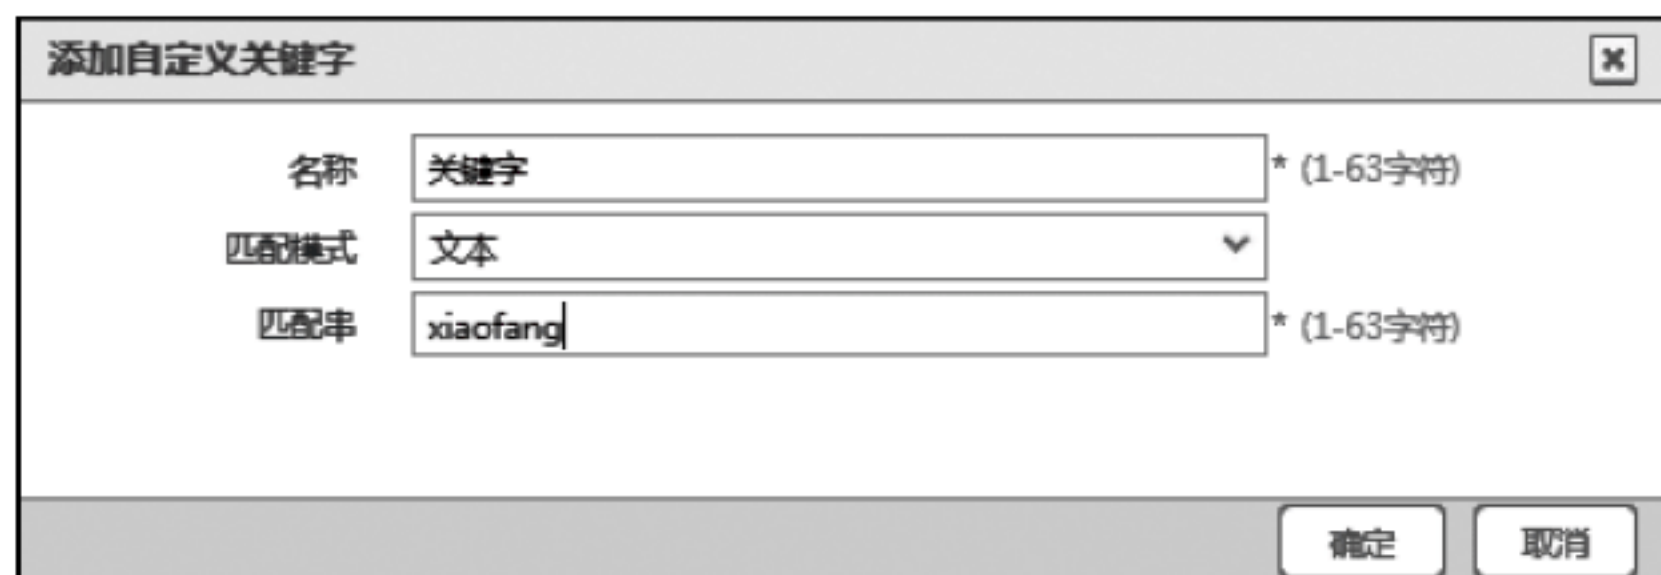 添加自定义关键字
名称 关键字 * (1-63字符)
匹配模式 文本
匹配串 xiaofang * (1-63字符)
确定 取消